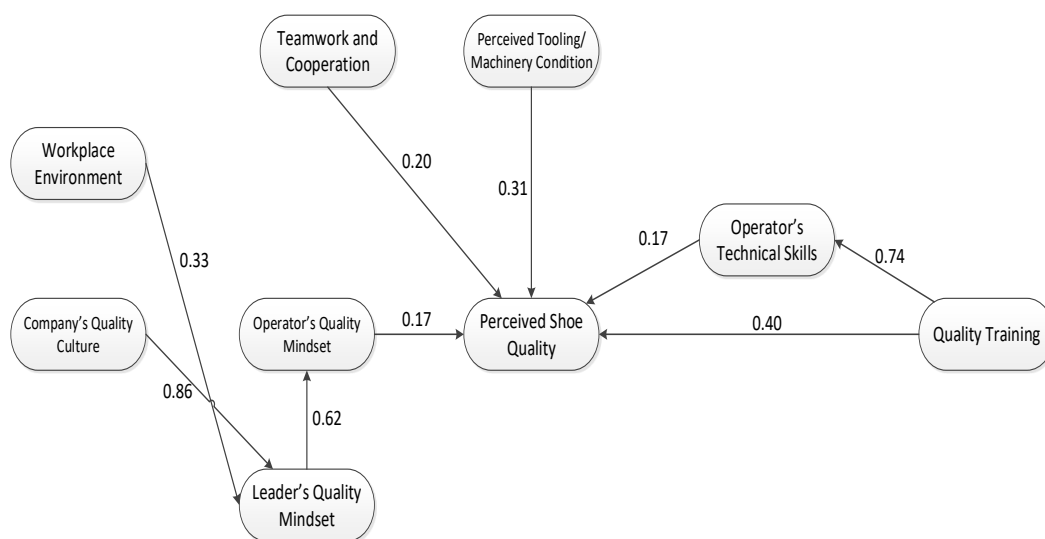 Teamwork and
Cooperation
Perceived Tooling/
Machinery Condition
Workplace
Environment
0.20
0.31
Operator's
Technical Skills
0.17
0.74
0.33
Company's Quality
Culture
Operator's Quality
Mindset
0.17
Perceived Shoe
Quality
0.40
Quality Training
0.86
0.62
Leader's Quality
Mindset